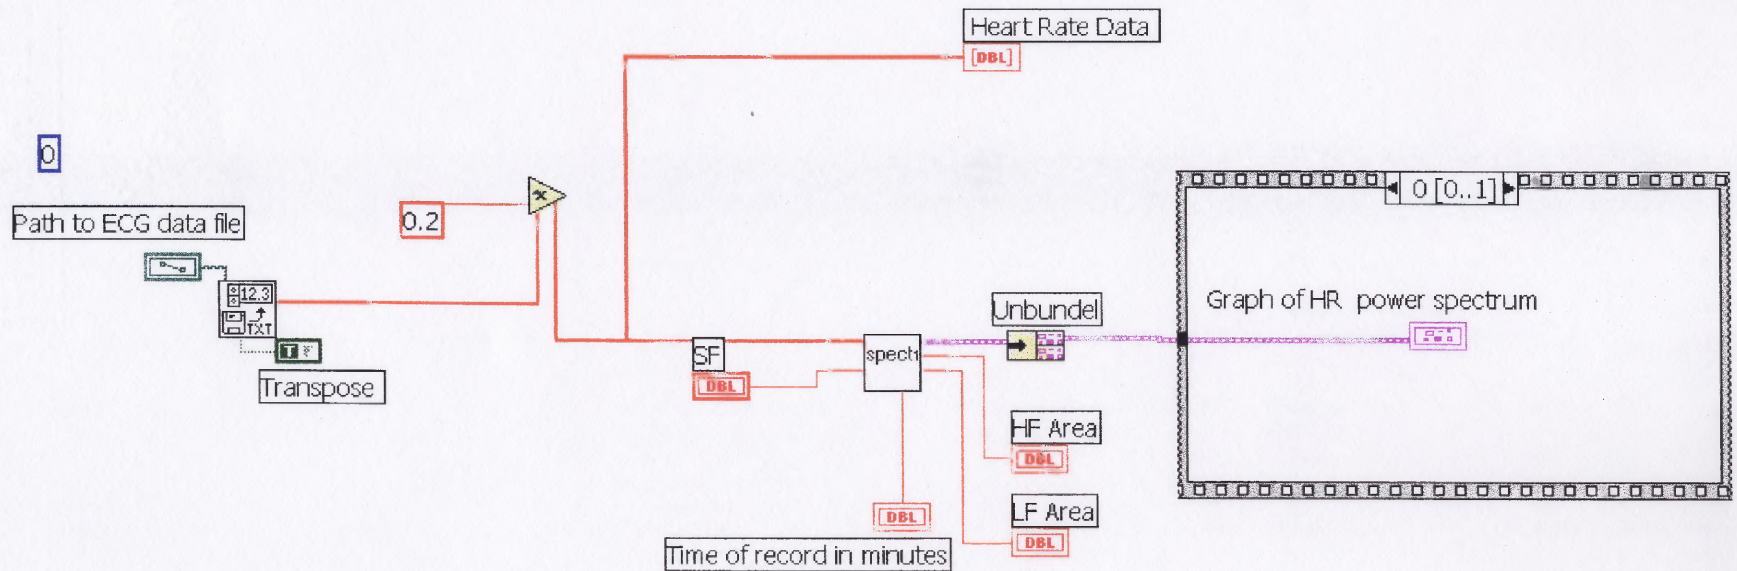 Heart Rate Data
[DBL]
0
0 [0..1]
Path to ECG data file
0.2
x
12.3
TXT
Graph of HR power spectrum
Unbundel
T F
SF
spect
Transpose
DBL
HF Area
DBL
DBL
LF Area
DBL
Time of record in minutes